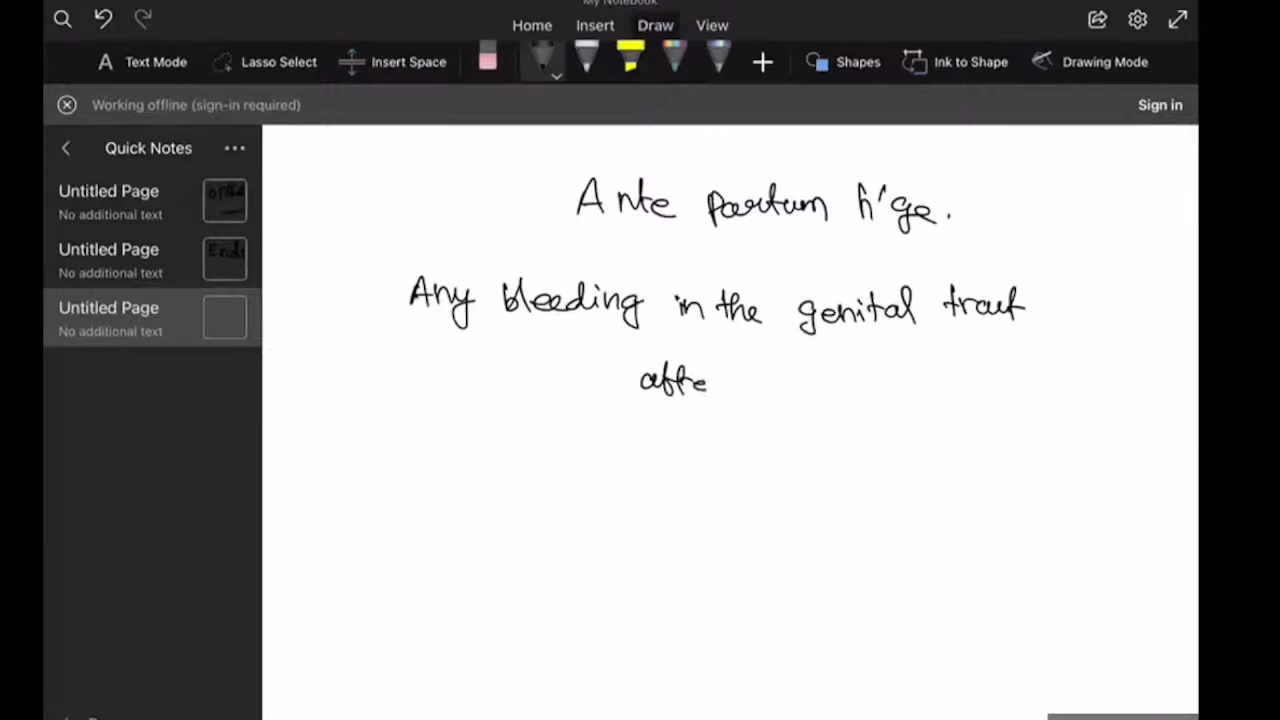 My Notebook
Home Insert Draw View
Text Mode Lasso Select Insert Space Shapes Ink to Shape Drawing Mode
Working offline (sign-in required) Sign in
Quick Notes
Untitled Page
No additional text
Untitled Page
No additional text
Untitled Page
No additional text
Ante partum h'ge.
Any bleeding in the genital tract
afte